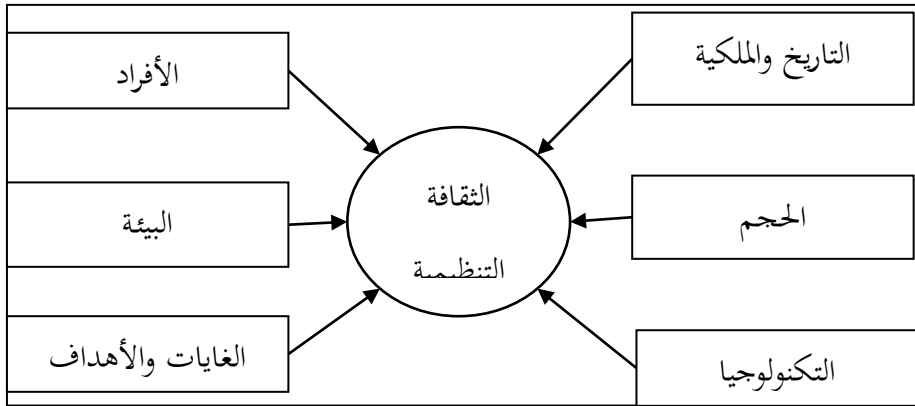 التاريخ والملكية
الأفراد
الثقافة
التنظيمية
الحجم
البيئة
التكنولوجيا
الغايات والأهداف